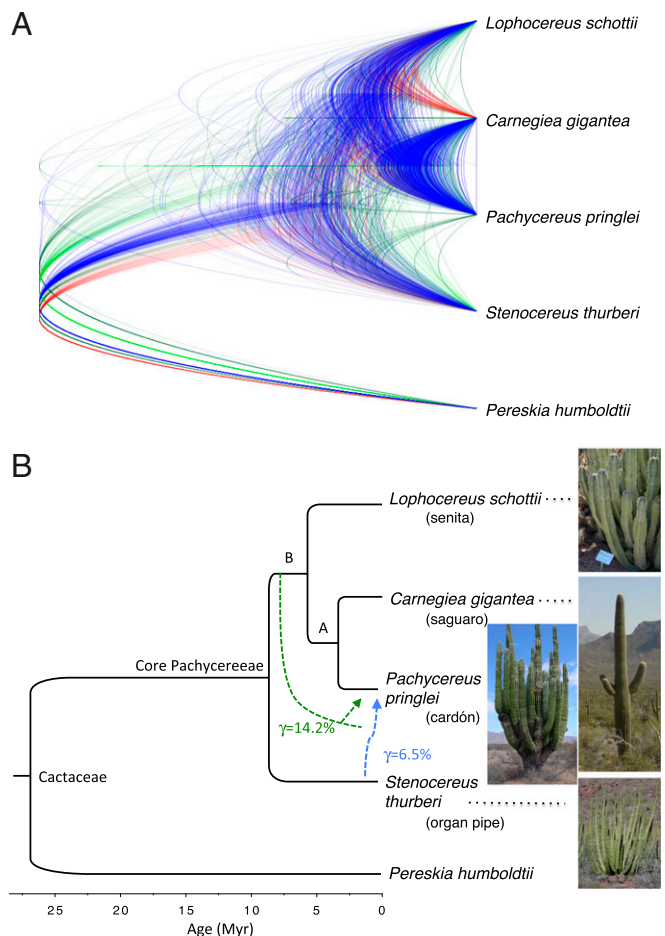 A
Lophocereus schottii
Carnegiea gigantea
Pachycereus pringlei
Stenocereus thurberi
Pereskia humboldtii
B
Lophocereus schottii
(senita)
B
Carnegiea gigantea
(saguaro)
A
Core Pachycereeae
Pachycereus
pringlei
(cardón)
γ=14.2%
γ=6.5%
Cactaceae
Stenocereus
thurberi
(organ pipe)
Pereskia humboldtii
25 20 15 10 5 0
Age (Myr)